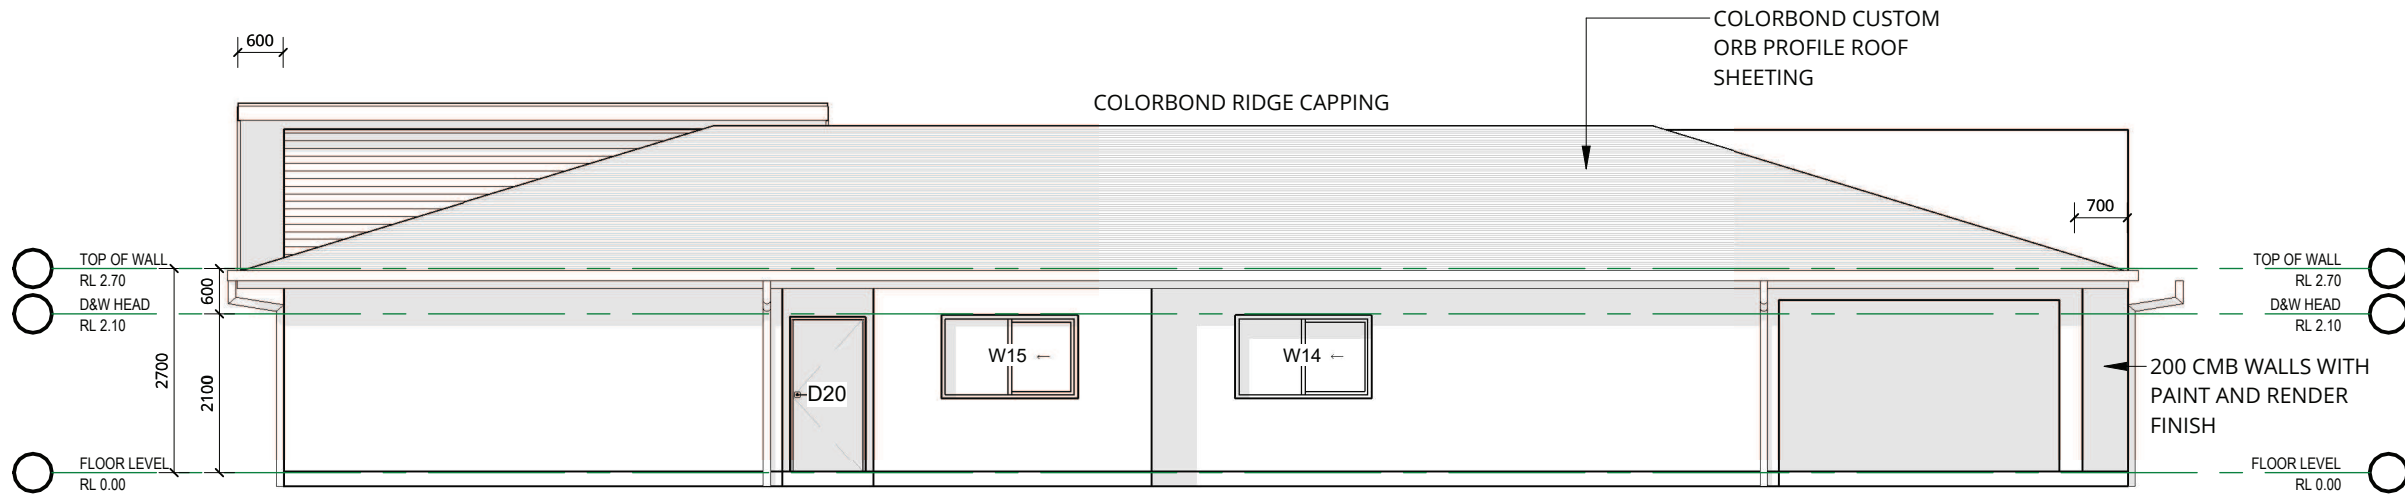 600
COLORBOND CUSTOM
ORB PROFILE ROOF
SHEETING
COLORBOND RIDGE CAPPING
700
TOP OF WALL
RL 2.70
D&W HEAD
RL 2.10
FLOOR LEVEL
RL 0.00
2700
600
2100
D20
W15 ←
W14 ←
TOP OF WALL
RL 2.70
D&W HEAD
RL 2.10
200 CMB WALLS WITH
PAINT AND RENDER
FINISH
FLOOR LEVEL
RL 0.00